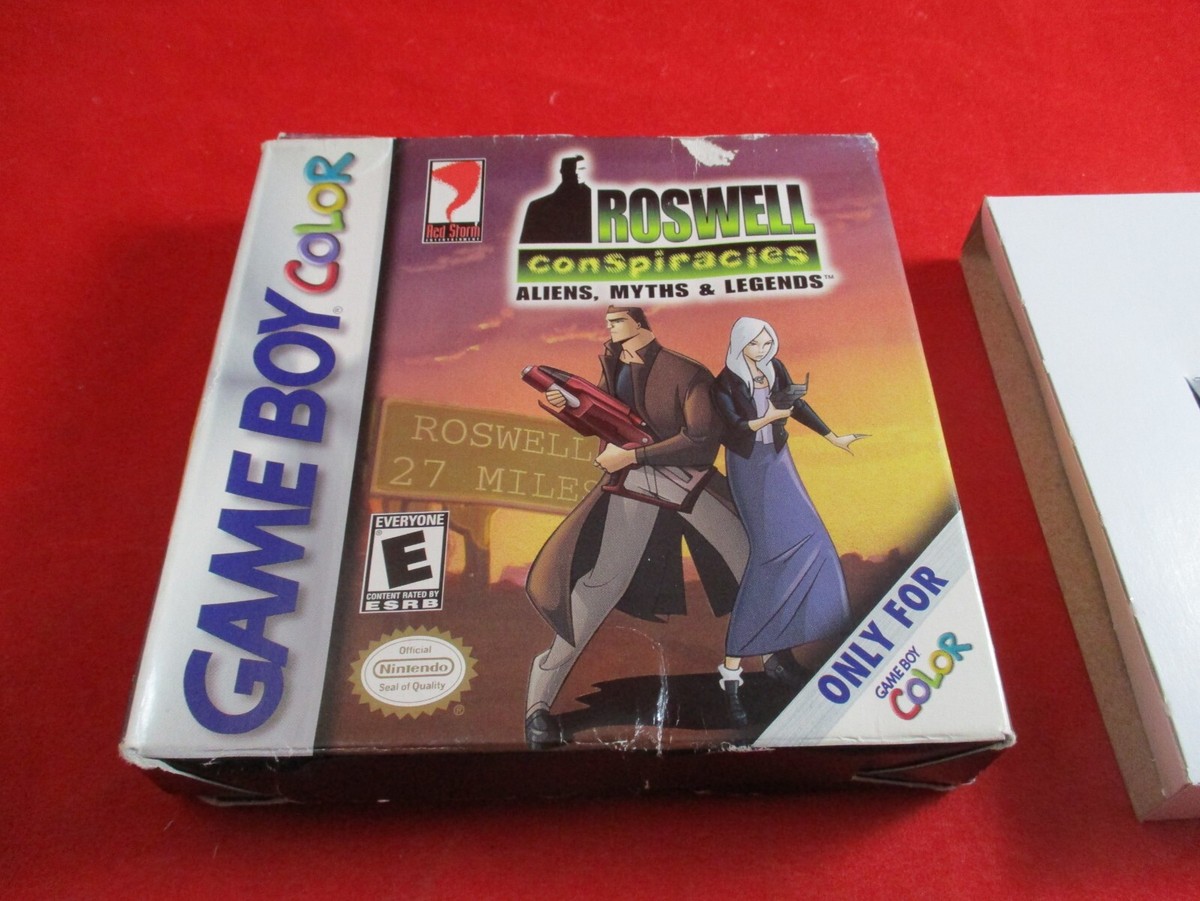 GAME BOY® COLOR
Red Storm
ENTERTAINMENT
ROSWELL
conspiracies
ALIENS, MYTHS & LEGENDS™
ROSWELL
27 MILES
EVERYONE
E
CONTENT RATED BY
ESRB
Official
Nintendo
Seal of Quality
®
ONLY FOR
GAME BOY
COLOR